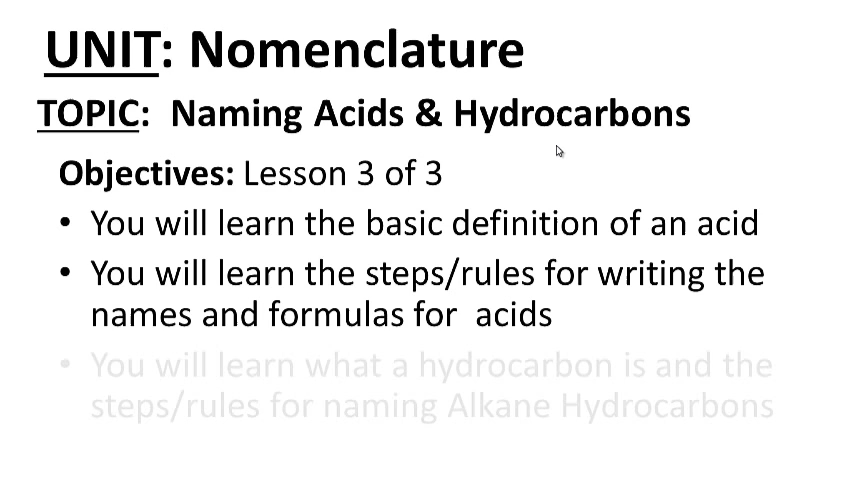 UNIT: Nomenclature
TOPIC: Naming Acids & Hydrocarbons
Objectives: Lesson 3 of 3
• You will learn the basic definition of an acid
• You will learn the steps/rules for writing the
names and formulas for acids
• You will learn what a hydrocarbon is and the
steps/rules for naming Alkane Hydrocarbons